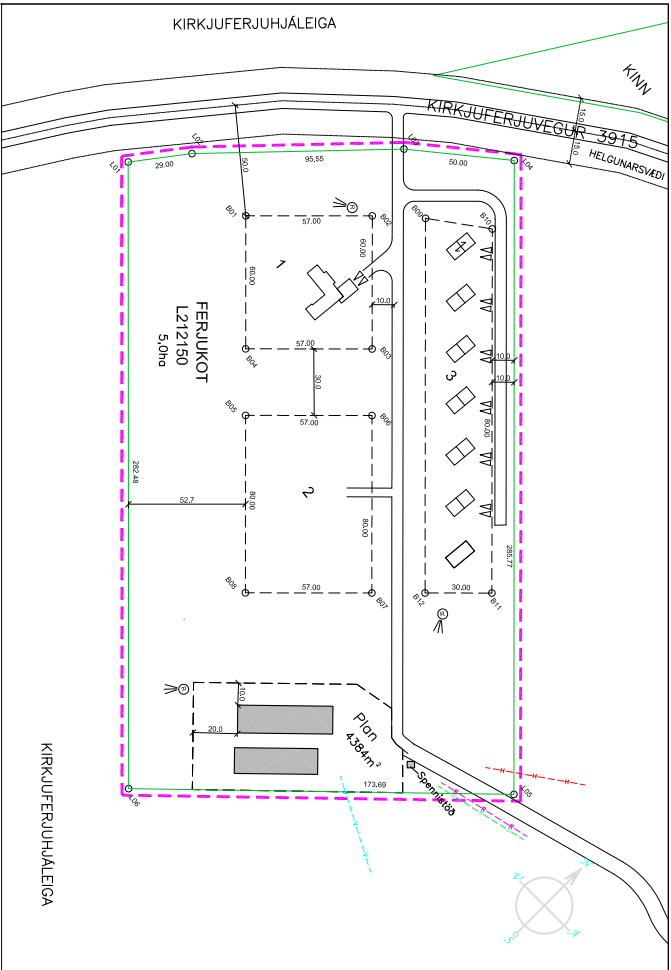 KIRKJUFERJUHJÁLEIGA
KINN
KIRKJUFERJUVEGUR 3915
HELGUNARSVÆÐI
15.0
15.0
L01
L02
L03
L04
29.00
95.55
50.00
50.0
B01
57.00
B02
B09
B10
60.00
60.00
1
10.0
B04
57.00
B03
10.0
10.0
3
80.00
30.0
FERJUKOT
L212150
5,0ha
B05
57.00
B06
2
282.48
52.7
80.00
80.00
285.77
B08
57.00
B07
B12
30.00
B11
10.0
20.0
Plan
4384m²
Spennistöð
173.69
L06
L05
KIRKJUFERJUHJÁLEIGA
N
V
A
S